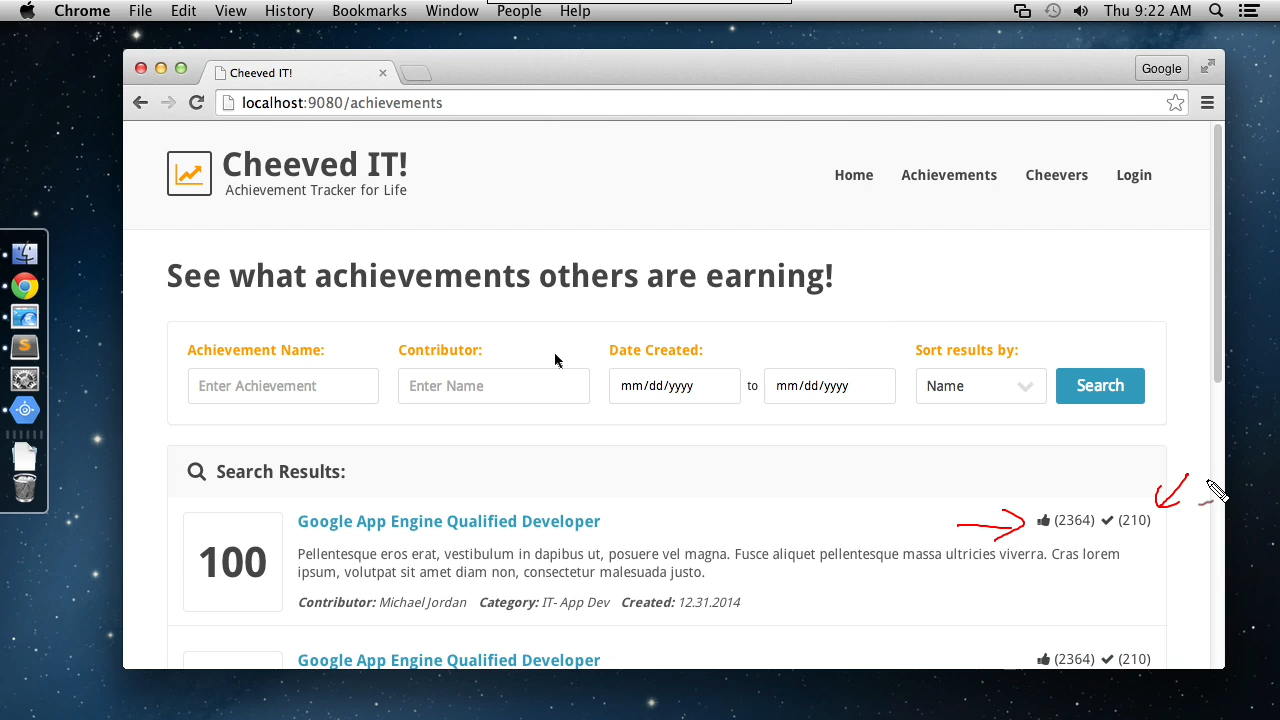 Chrome File Edit View History Bookmarks Window People Help Thu 9:22 AM
Cheeved IT! Google
localhost:9080/achievements
Cheeved IT!
Achievement Tracker for Life
Home Achievements Cheevers Login
See what achievements others are earning!
Achievement Name: Contributor: Date Created: Sort results by:
Enter Achievement Enter Name mm/dd/yyyy to mm/dd/yyyy Name Search
Search Results:
Google App Engine Qualified Developer (2364) (210)
100
Pellentesque eros erat, vestibulum in dapibus ut, posuere vel magna. Fusce aliquet pellentesque massa ultricies viverra. Cras lorem
ipsum, volutpat sit amet diam non, consectetur malesuada justo.
Contributor: Michael Jordan Category: IT- App Dev Created: 12.31.2014
Google App Engine Qualified Developer (2364) (210)